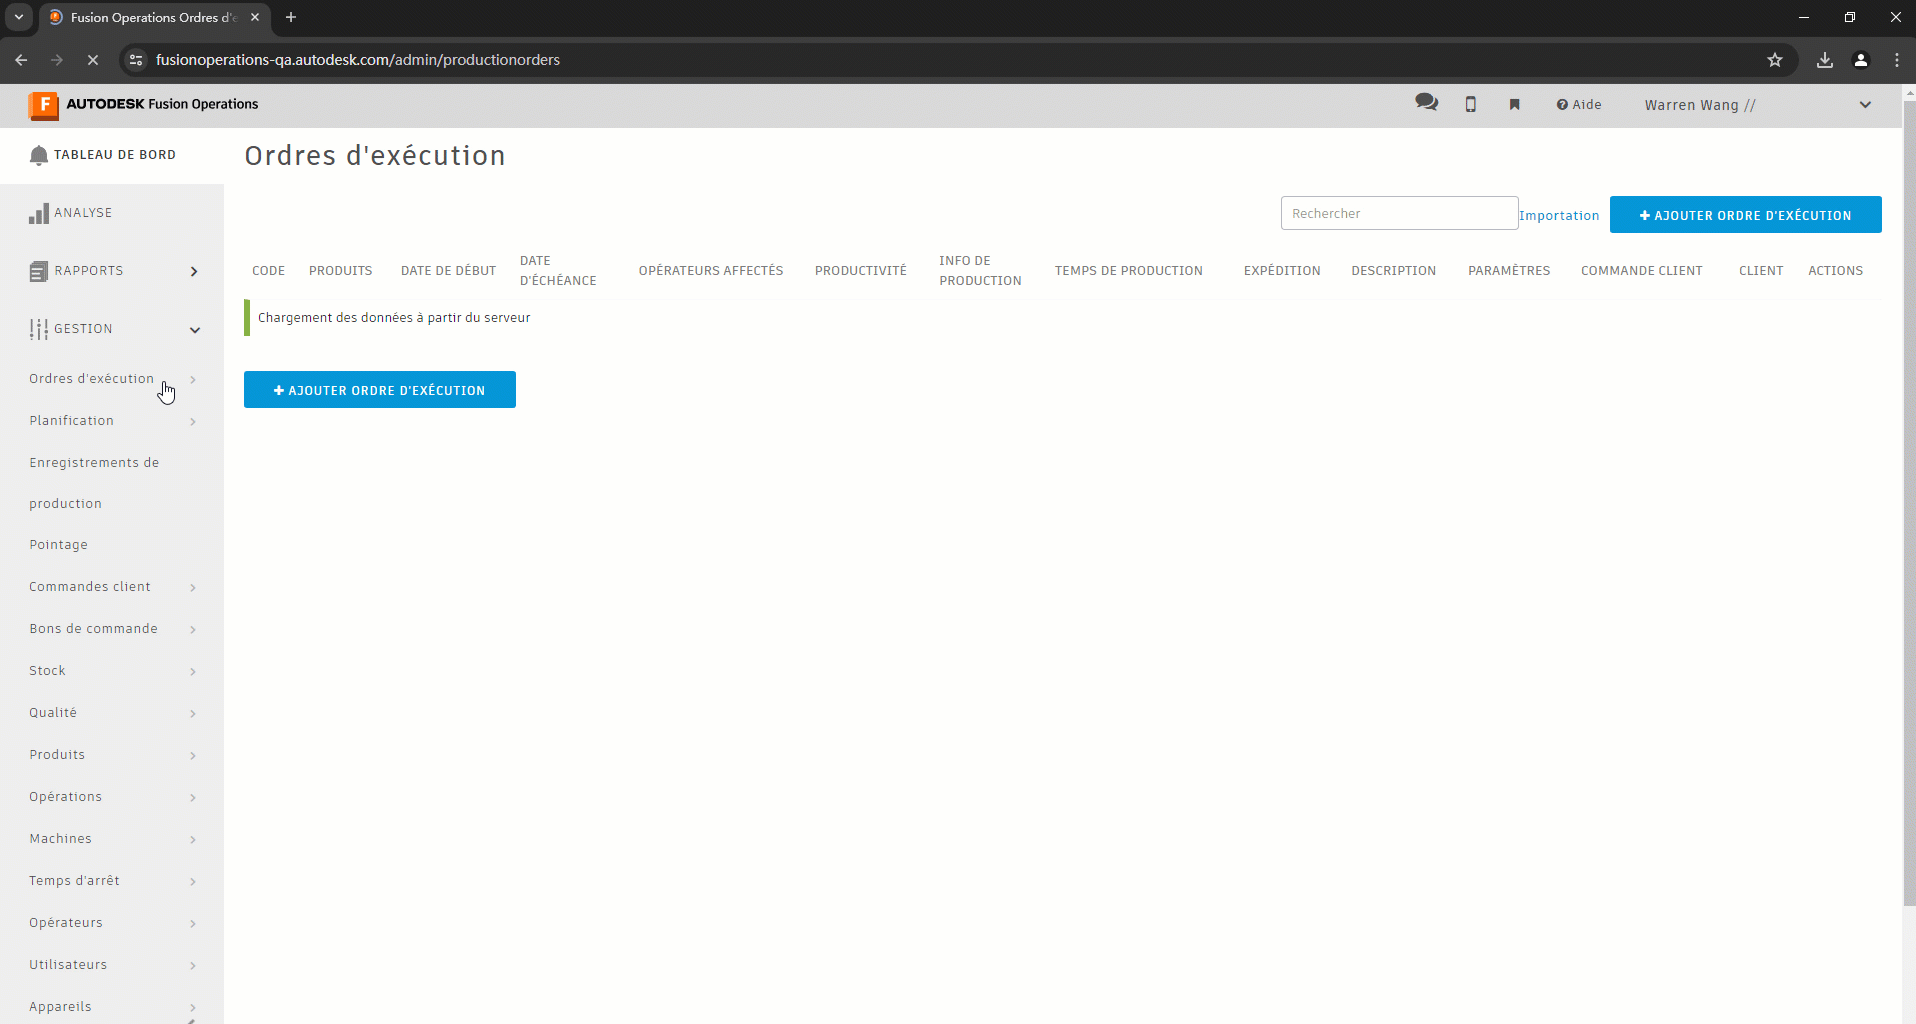 Fusion Operations Ordres d'e
fusionoperations-qa.autodesk.com/admin/productionorders
F AUTODESK Fusion Operations
Aide
Warren Wang //
TABLEAU DE BORD
ANALYSE
RAPPORTS
GESTION
Ordres d'exécution
Planification
Enregistrements de
production
Pointage
Commandes client
Bons de commande
Stock
Qualité
Produits
Opérations
Machines
Temps d'arrêt
Opérateurs
Utilisateurs
Appareils
Ordres d'exécution
Rechercher
Importation
+ AJOUTER ORDRE D'EXÉCUTION
CODE
PRODUITS
DATE DE DÉBUT
DATE
D'ÉCHÉANCE
OPÉRATEURS AFFECTÉS
PRODUCTIVITÉ
INFO DE
PRODUCTION
TEMPS DE PRODUCTION
EXPÉDITION
DESCRIPTION
PARAMÈTRES
COMMANDE CLIENT
CLIENT
ACTIONS
Chargement des données à partir du serveur
+ AJOUTER ORDRE D'EXÉCUTION